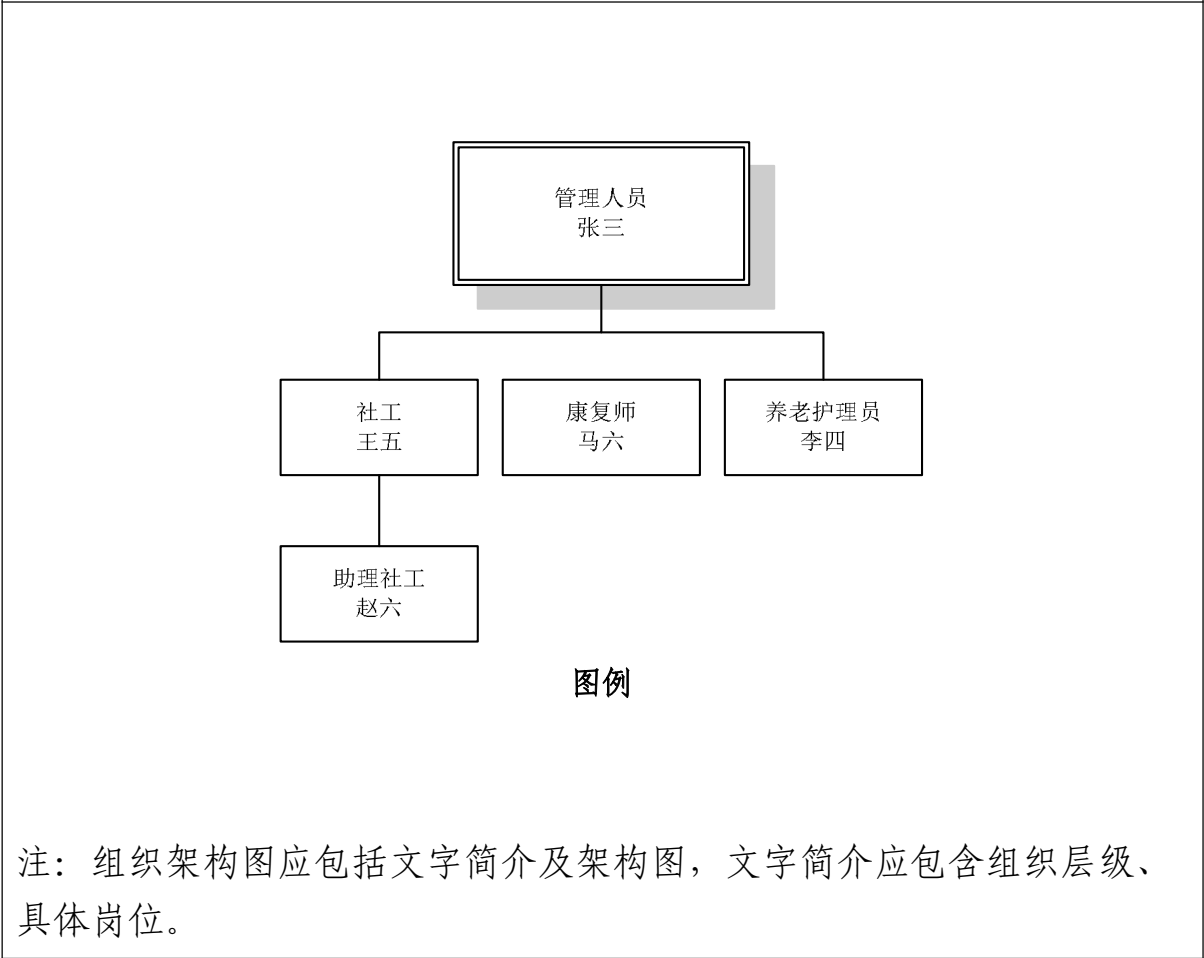 管理人员
张三
社工
王五
康复师
马六
养老护理员
李四
助理社工
赵六
图例
注：组织架构图应包括文字简介及架构图，文字简介应包含组织层级、
具体岗位。